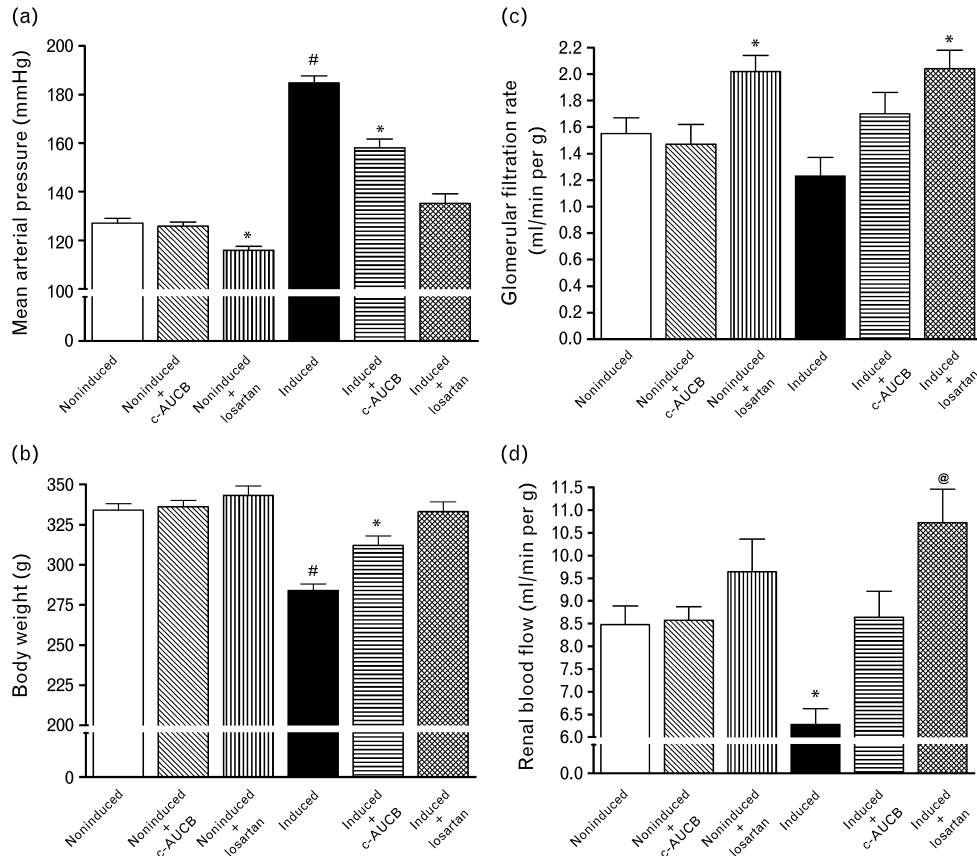 (a)
Mean arterial pressure (mmHg)
200
180
160
140
120
100
0
*
#
*
Noninduced
Noninduced
+
c-AUCB
Noninduced
+
losartan
Induced
Induced
+
c-AUCB
Induced
+
losartan
(c)
Glomerular filtration rate
(ml/min per g)
2.2
2.0
1.8
1.6
1.4
1.2
1.0
0.8
0.6
0.4
0.2
0.0
*
*
Noninduced
Noninduced
+
c-AUCB
Noninduced
+
losartan
Induced
Induced
+
c-AUCB
Induced
+
losartan
(b)
Body weight (g)
350
325
300
275
250
225
200
0
#
*
Noninduced
Noninduced
+
c-AUCB
Noninduced
+
losartan
Induced
Induced
+
c-AUCB
Induced
+
losartan
(d)
Renal blood flow (ml/min per g)
11.5
11.0
10.5
10.0
9.5
9.0
8.5
8.0
7.5
7.0
6.5
6.0
0.0
*
@
Noninduced
Noninduced
+
c-AUCB
Noninduced
+
losartan
Induced
Induced
+
c-AUCB
Induced
+
losartan